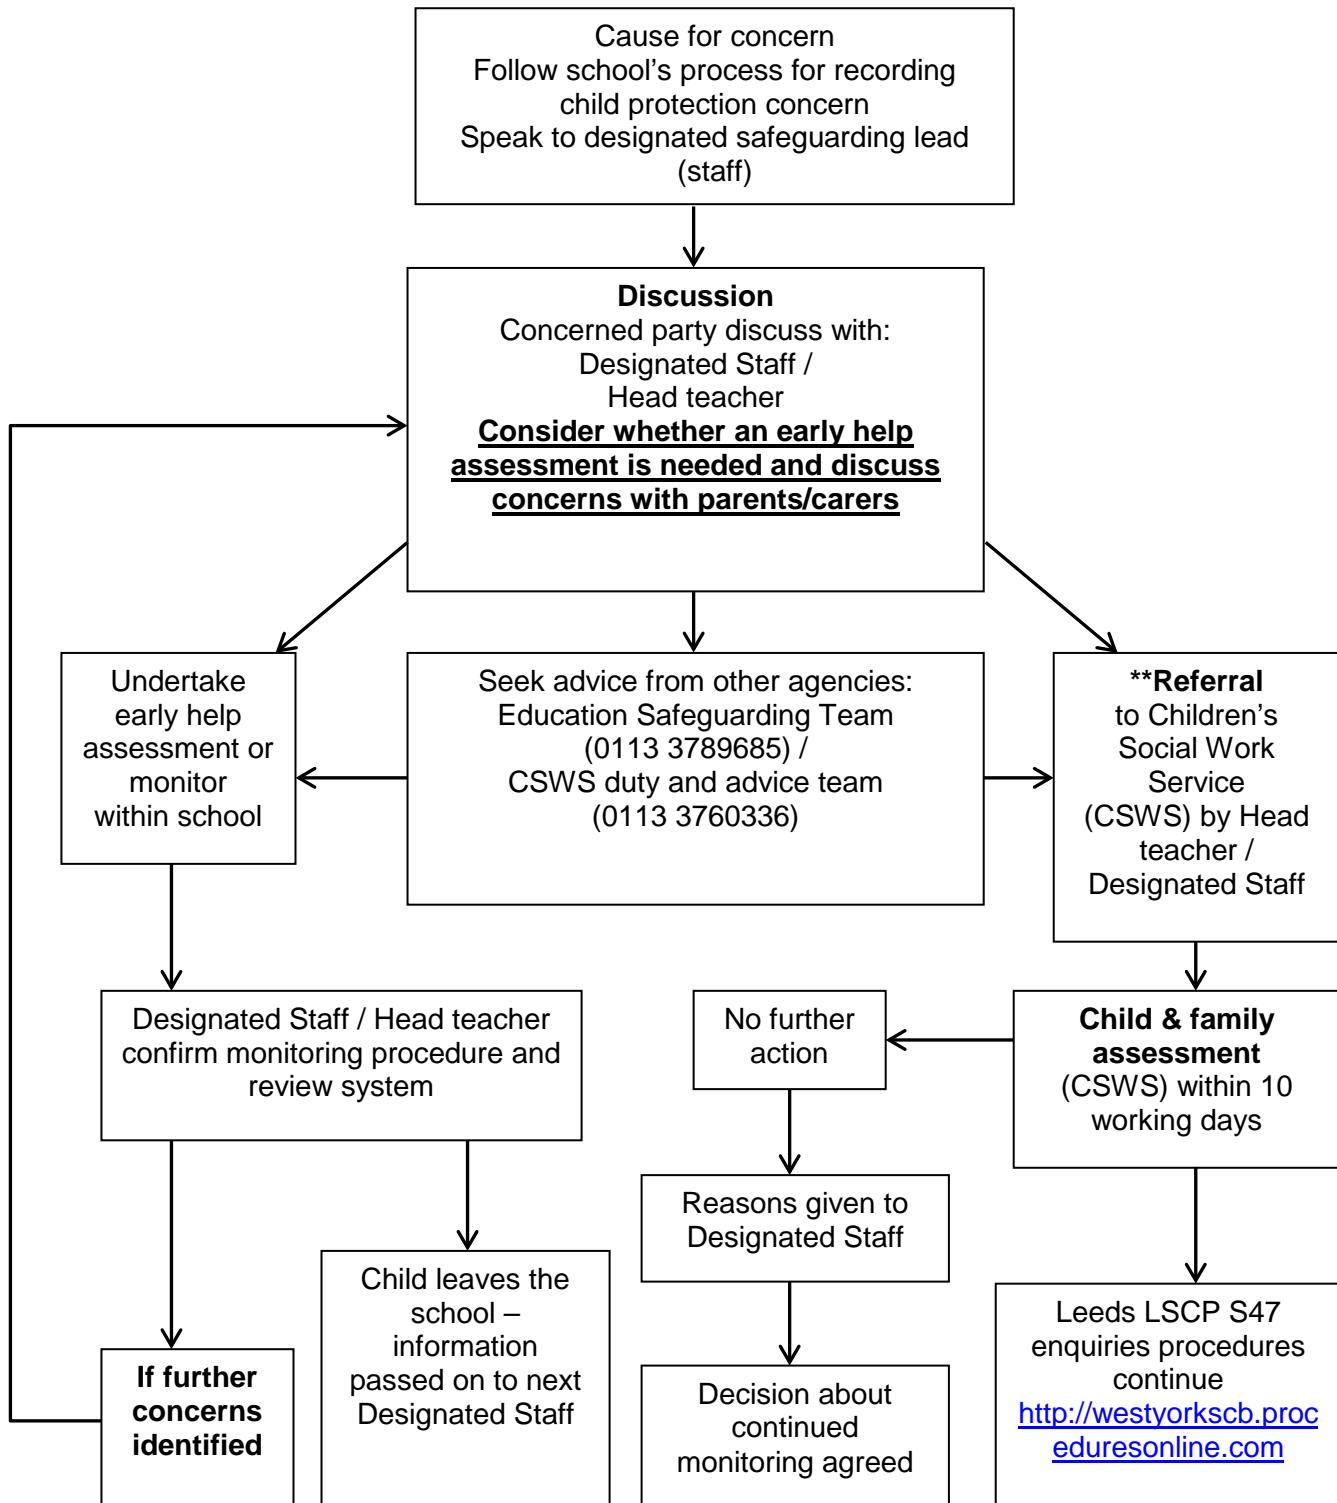 Cause for concern
Follow school’s process for recording
child protection concern
Speak to designated safeguarding lead
(staff)
Discussion
Concerned party discuss with:
Designated Staff /
Head teacher
Consider whether an early help
assessment is needed and discuss
concerns with parents/carers
Undertake
early help
assessment or
monitor
within school
Seek advice from other agencies:
Education Safeguarding Team
(0113 3789685) /
CSWS duty and advice team
(0113 3760336)
**Referral
to Children’s
Social Work
Service
(CSWS) by Head
teacher /
Designated Staff
Designated Staff / Head teacher
confirm monitoring procedure and
review system
No further
action
Child & family
assessment
(CSWS) within 10
working days
Reasons given to
Designated Staff
If further
concerns
identified
Child leaves the
school –
information
passed on to next
Designated Staff
Decision about
continued
monitoring agreed
Leeds LSCP S47
enquiries procedures
continue
http://westyorkscb.proc
eduresonline.com